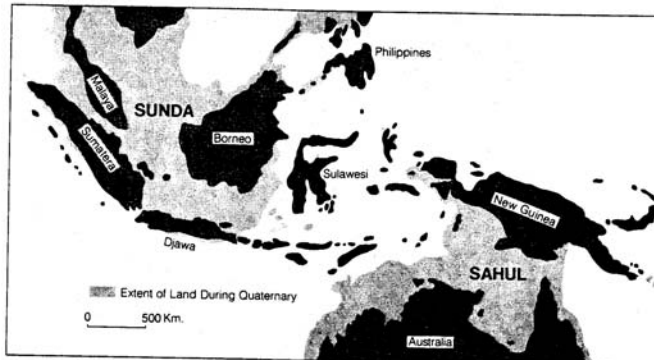 Philippines
Malaya
SUNDA
Borneo
Sumatera
Sulawesi
New Guinea
Djawa
SAHUL
Extent of Land During Quaternary
0 500 Km.
Australia